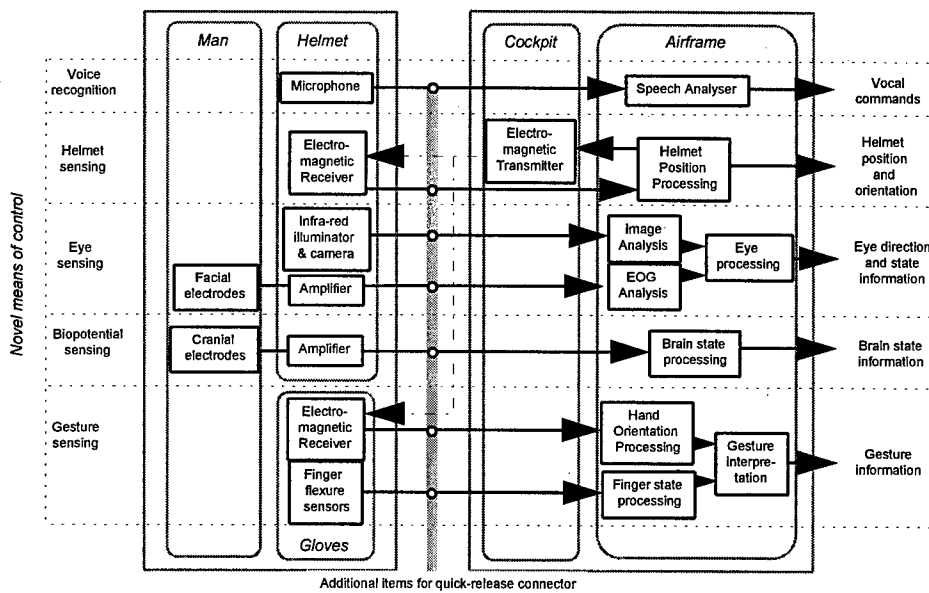 Man
Helmet
Cockpit
Airframe
Novel means of control
Voice
recognition
Microphone
Speech Analyser
Vocal
commands
Helmet
sensing
Electro-
magnetic
Receiver
Electro-
magnetic
Transmitter
Helmet
Position
Processing
Helmet
position
and
orientation
Eye
sensing
Infra-red
illuminator
& camera
Image
Analysis
Eye
processing
Eye direction
and state
information
Facial
electrodes
Amplifier
EOG
Analysis
Biopotential
sensing
Cranial
electrodes
Amplifier
Brain state
processing
Brain state
information
Gesture
sensing
Electro-
magnetic
Receiver
Hand
Orientation
Processing
Gesture
interpre-
tation
Gesture
information
Finger
flexure
sensors
Finger state
processing
Gloves
Additional items for quick-release connector